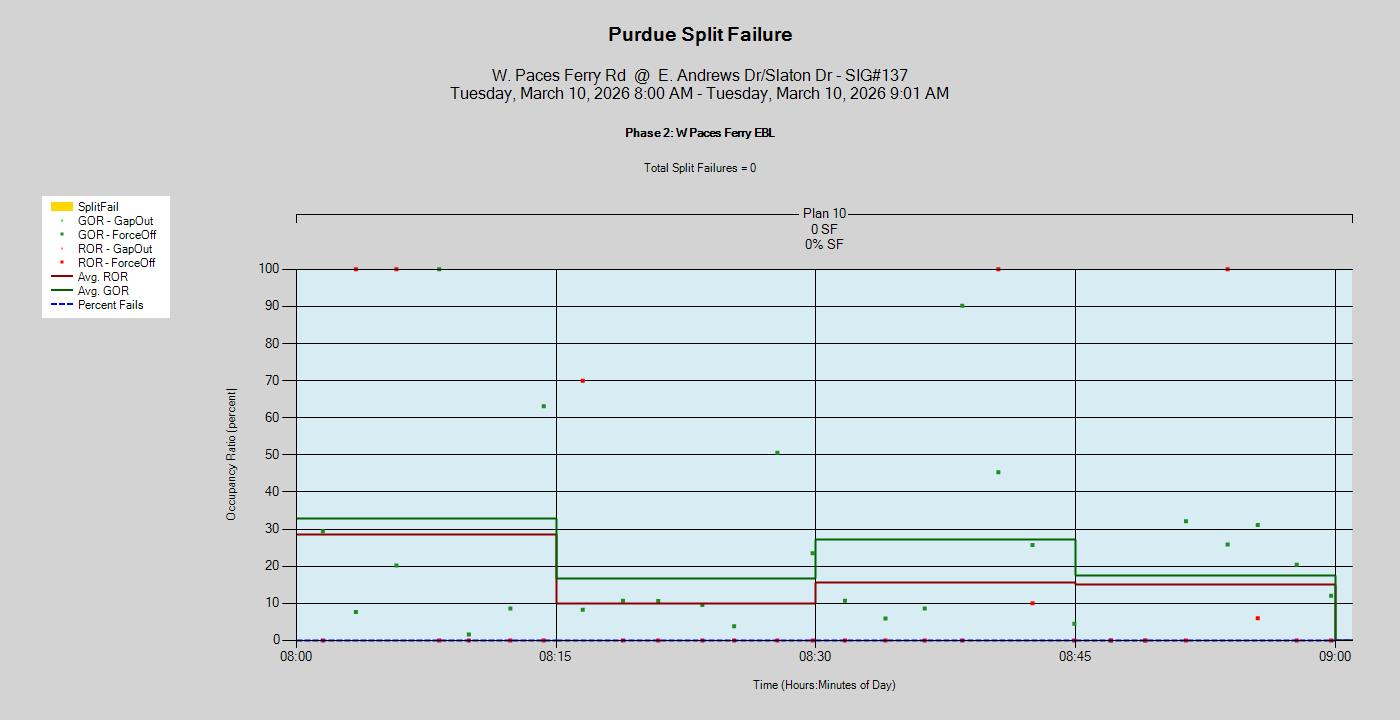 Purdue Split Failure
W. Paces Ferry Rd @ E. Andrews Dr/Slaton Dr - SIG#137
Tuesday, March 10, 2026 8:00 AM - Tuesday, March 10, 2026 9:01 AM
Phase 2: W Paces Ferry EBL
Total Split Failures = 0
SplitFail
GOR - GapOut
GOR - ForceOff
ROR - GapOut
ROR - ForceOff
Avg. ROR
Avg. GOR
Percent Fails
Plan 10
0 SF
0% SF
Occupancy Ratio (percent)
100
90
80
70
60
50
40
30
20
10
0
08:00 08:15 08:30 08:45 09:00
Time (Hours:Minutes of Day)